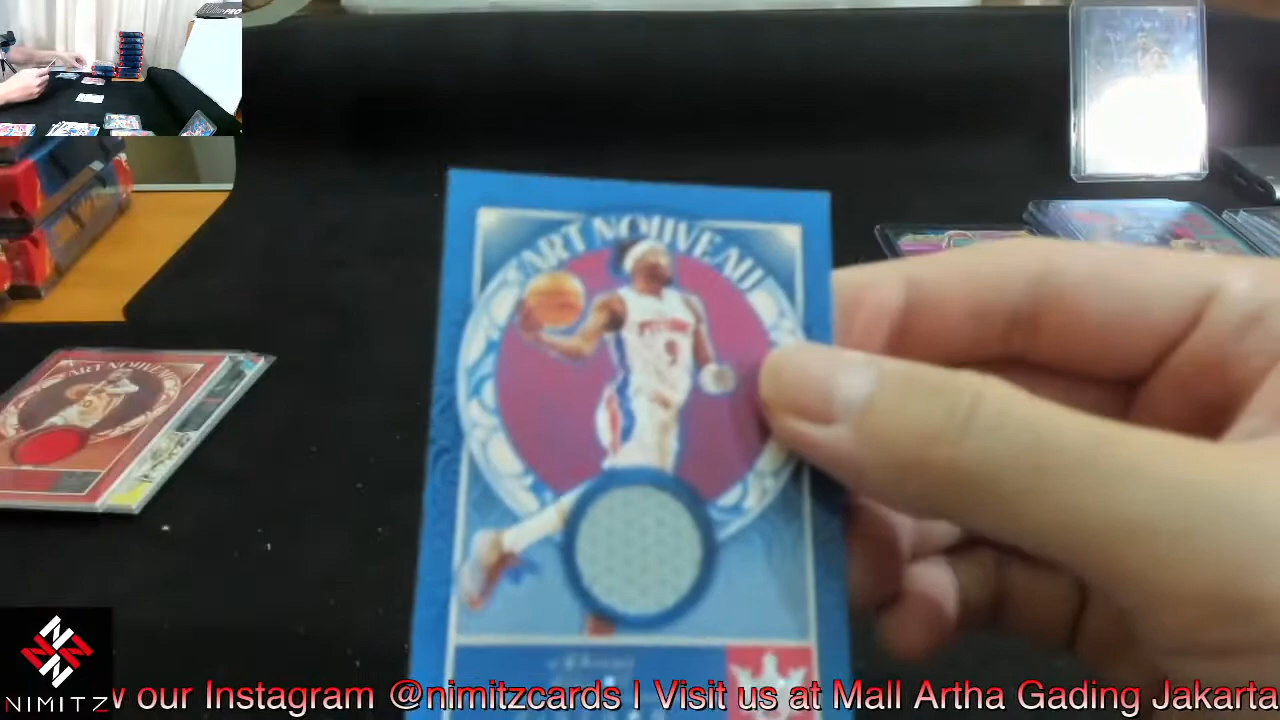 ART NOUVEAU
PISTONS
9
ART NOUVEAU
NIMITZ
w our Instagram @nimitzcards I Visit us at Mall Artha Gading Jakarta